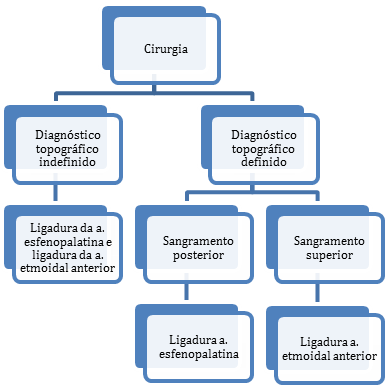 Cirurgia
Diagnóstico
topográfico
indefinido
Diagnóstico
topográfico
definido
Ligadura da a.
esfenopalatina e
ligadura da a.
etmoidal anterior
Sangramento
posterior
Sangramento
superior
Ligadura a.
esfenopalatina
Ligadura a.
etmoidal anterior